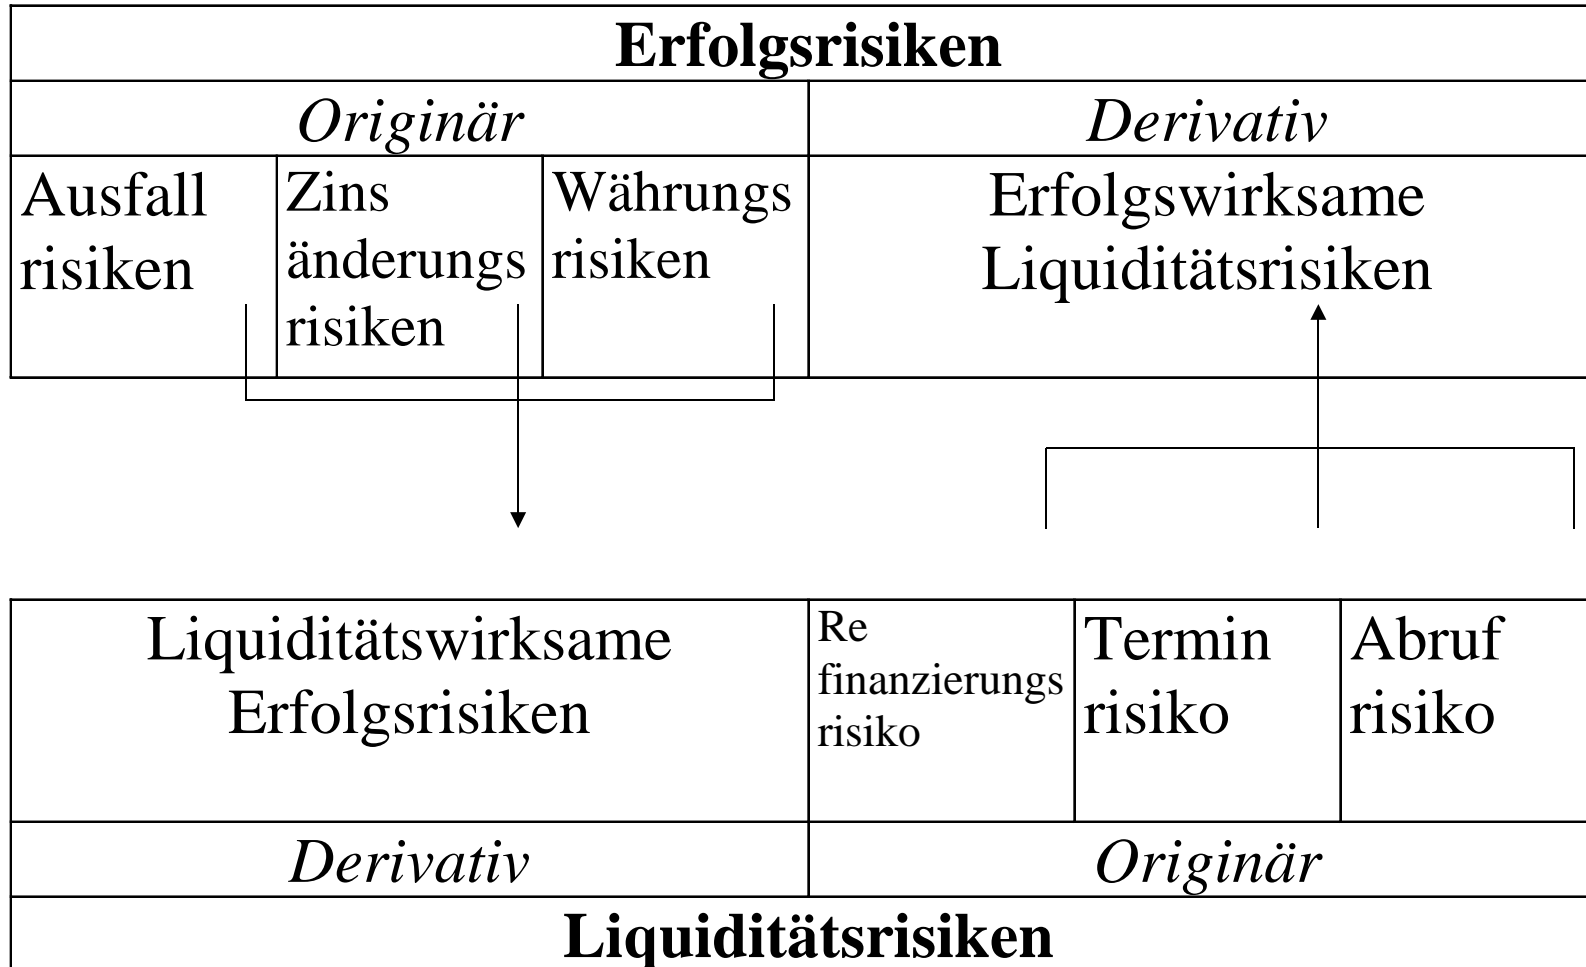 Erfolgsrisiken
Originär
Derivativ
Ausfall
risiken
Zins
änderungs
risiken
Währungs
risiken
Erfolgswirksame
Liquiditätsrisiken
Liquiditätswirksame
Erfolgsrisiken
Re
finanzierungs
risiko
Termin
risiko
Abruf
risiko
Derivativ
Originär
Liquiditätsrisiken